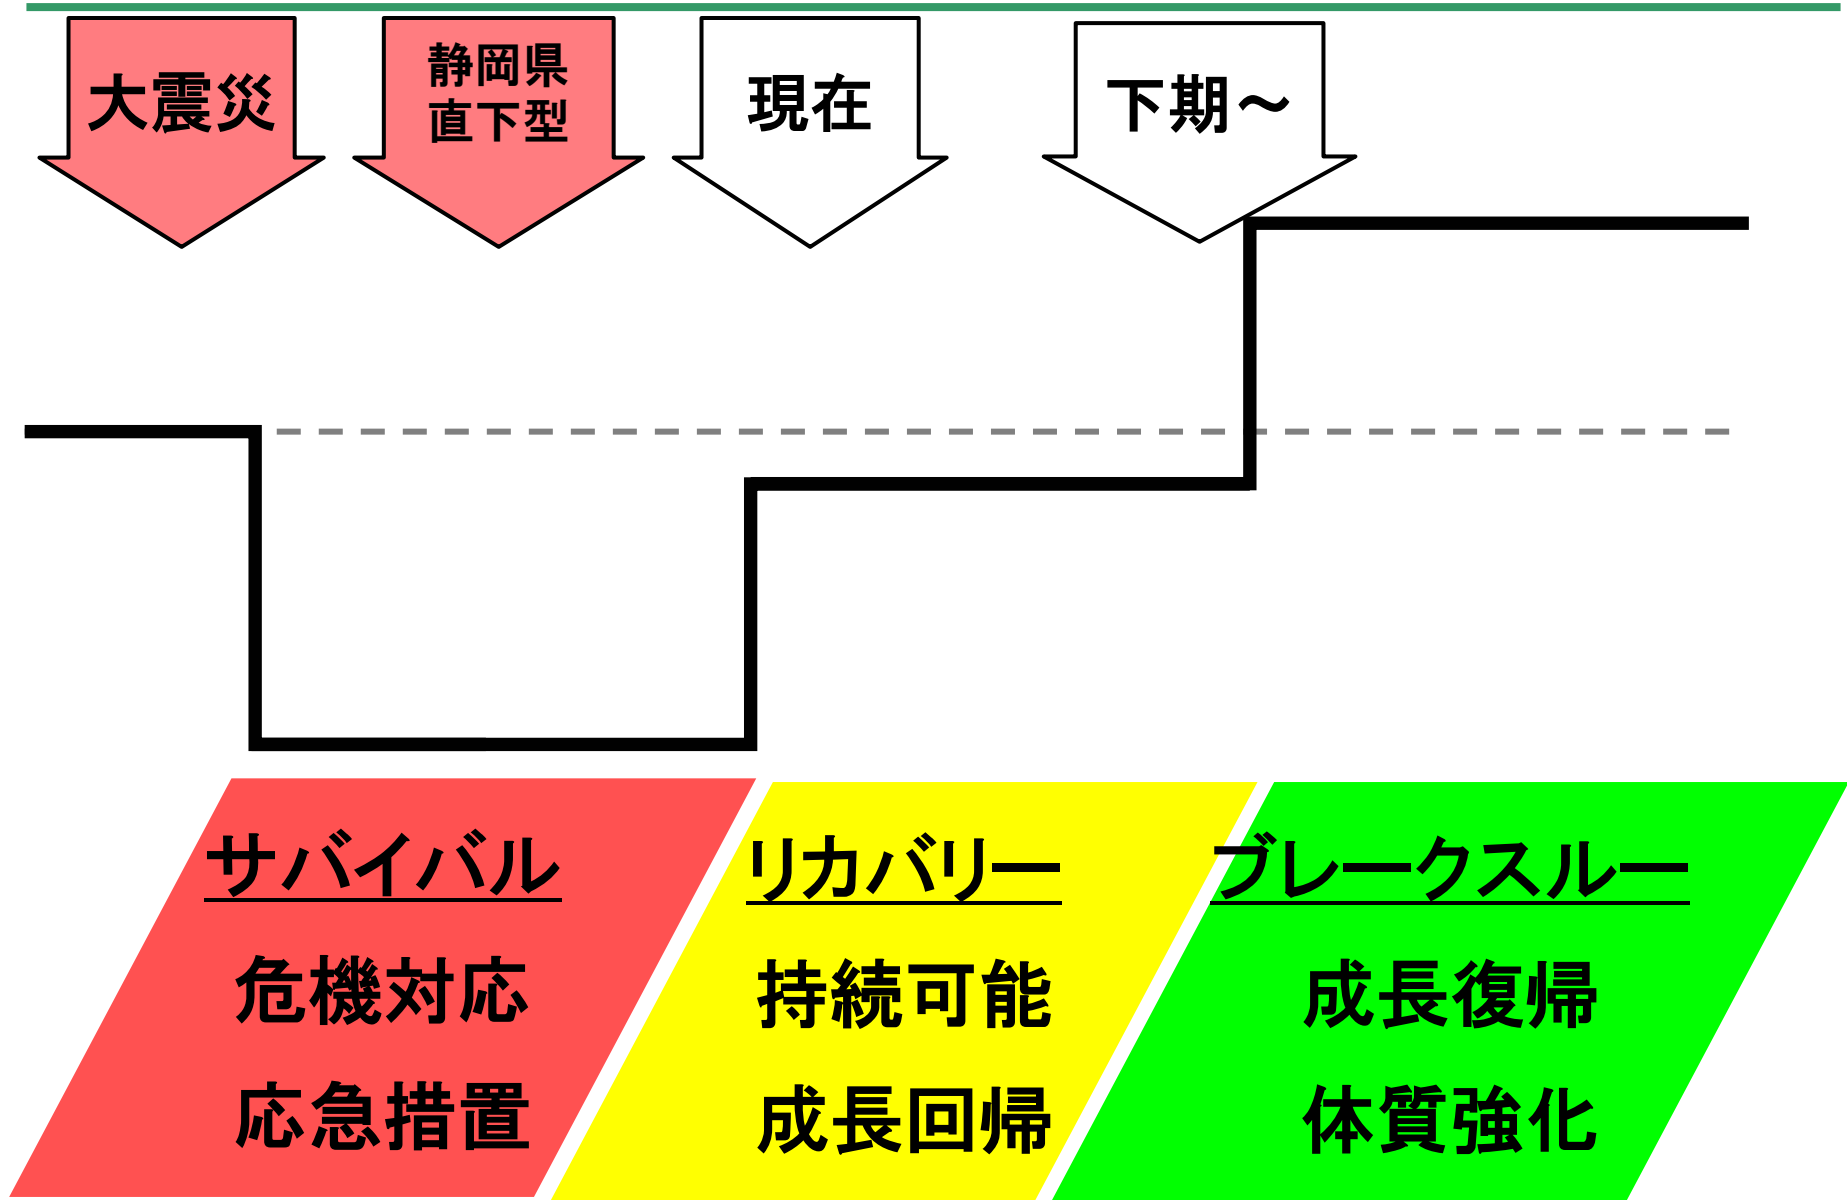 大震災
静岡県
直下型
現在
下期～
サバイバル
危機対応
応急措置
リカバリー
持続可能
成長回帰
ブレークスルー
成長復帰
体質強化